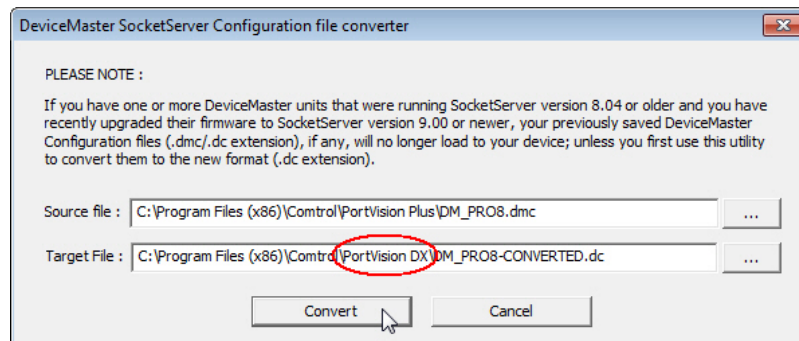 DeviceMaster SocketServer Configuration file converter
PLEASE NOTE :
If you have one or more DeviceMaster units that were running SocketServer version 8.04 or older and you have
recently upgraded their firmware to SocketServer version 9.00 or newer, your previously saved DeviceMaster
Configuration files (.dmc/.dc extension), if any, will no longer load to your device; unless you first use this utility
to convert them to the new format (.dc extension).
Source file : C:\Program Files (x86)\Comtrol\PortVision Plus\DM_PRO8.dmc ...
Target File : C:\Program Files (x86)\Comtrol\PortVision DX\DM_PRO8-CONVERTED.dc ...
Convert Cancel